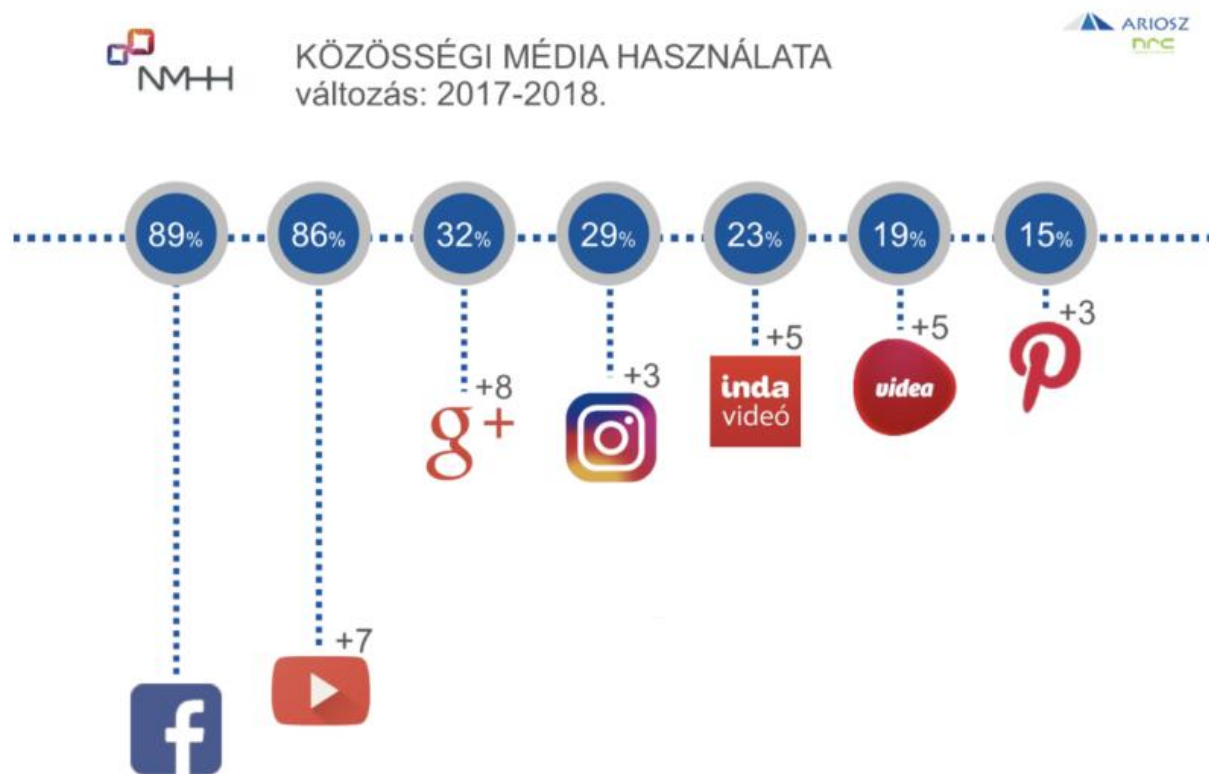 NMHH
KÖZÖSSÉGI MÉDIA HASZNÁLATA
változás: 2017-2018.
ARIOSZ
nrc
89%
86%
32%
29%
23%
19%
15%
+3
+5
+5
+3
+8
inda
videó
videa
g+
+7
f